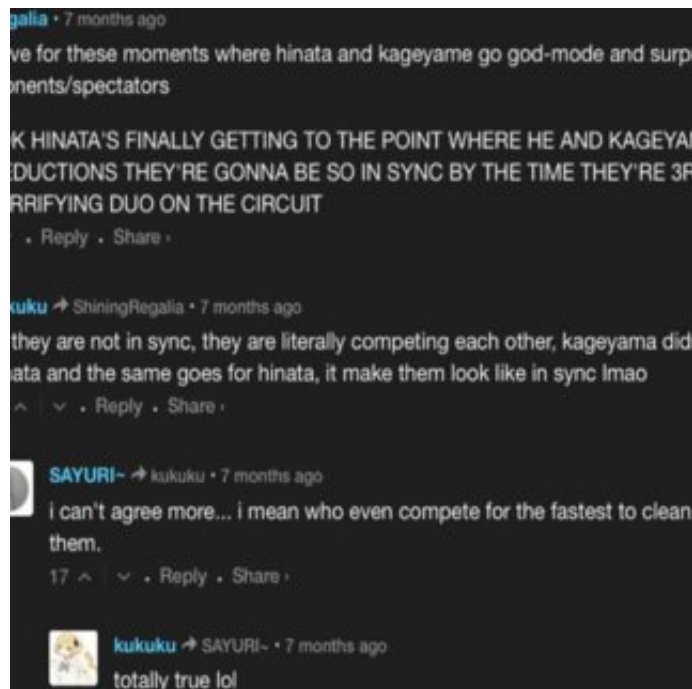 galia • 7 months ago
ve for these moments where hinata and kageyame go god-mode and surp
onents/spectators
K HINATA'S FINALLY GETTING TO THE POINT WHERE HE AND KAGEYA
EDUCTIONS THEY'RE GONNA BE SO IN SYNC BY THE TIME THEY'RE 3R
RRIFYING DUO ON THE CIRCUIT
• Reply • Share ›
kuku → ShiningRegalia • 7 months ago
they are not in sync, they are literally competing each other, kageyama did
ata and the same goes for hinata, it make them look like in sync lmao
• Reply • Share ›
SAYURI~ → kukuku • 7 months ago
i can't agree more... i mean who even compete for the fastest to clean
them.
17 • Reply • Share ›
kukuku → SAYURI~ • 7 months ago
totally true lol